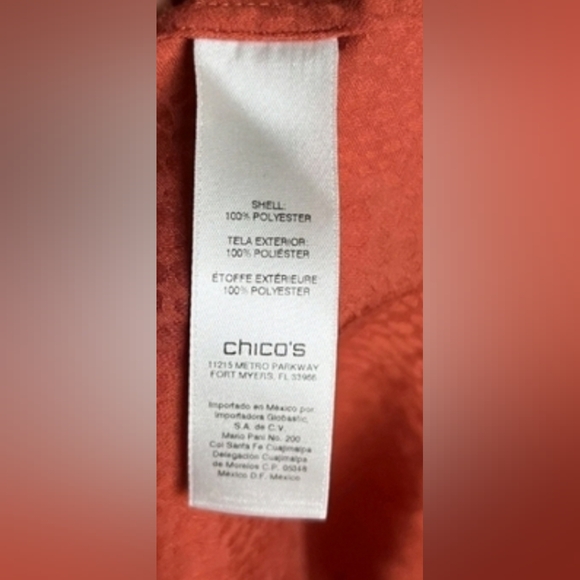 SHELL:
100% POLYESTER
TELA EXTERIOR:
100% POLIÉSTER
ÉTOFFE EXTÉRIEURE
100% POLYESTER
chico's
11215 METRO PARKWAY
FORT MYERS, FL 33966
Importado en México por
Importadora Globastic,
S.A. de C.V.
Mario Pani No. 200
Col Santa Fe Cuajimalpa
Delegación Cuajimalpa
de Morelos C.P. 05348
México D.F. México